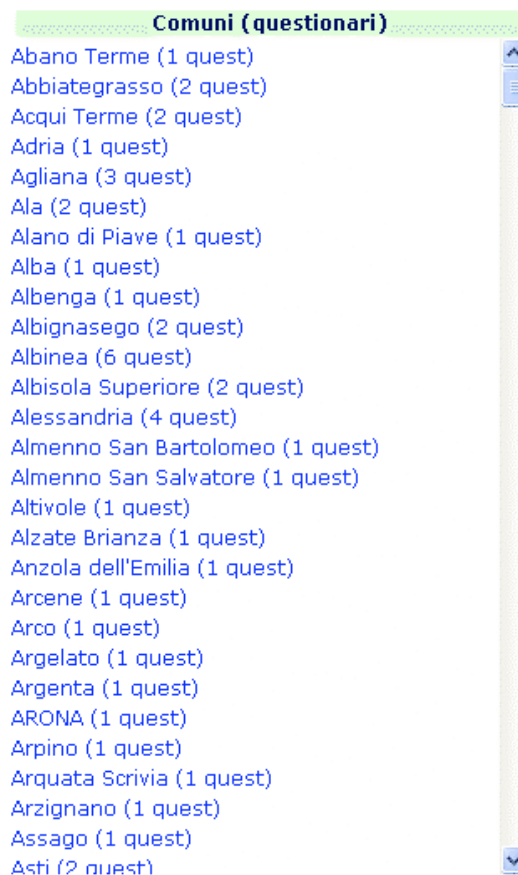 Comuni (questionari)
Abano Terme (1 quest)
Abbiategrasso (2 quest)
Acqui Terme (2 quest)
Adria (1 quest)
Agliana (3 quest)
Ala (2 quest)
Alano di Piave (1 quest)
Alba (1 quest)
Albenga (1 quest)
Albignasego (2 quest)
Albinea (6 quest)
Albisola Superiore (2 quest)
Alessandria (4 quest)
Almenno San Bartolomeo (1 quest)
Almenno San Salvatore (1 quest)
Altivole (1 quest)
Alzate Brianza (1 quest)
Anzola dell'Emilia (1 quest)
Arcene (1 quest)
Arco (1 quest)
Argelato (1 quest)
Argenta (1 quest)
ARONA (1 quest)
Arpino (1 quest)
Arquata Scrivia (1 quest)
Arzignano (1 quest)
Assago (1 quest)
Asti (2 quest)